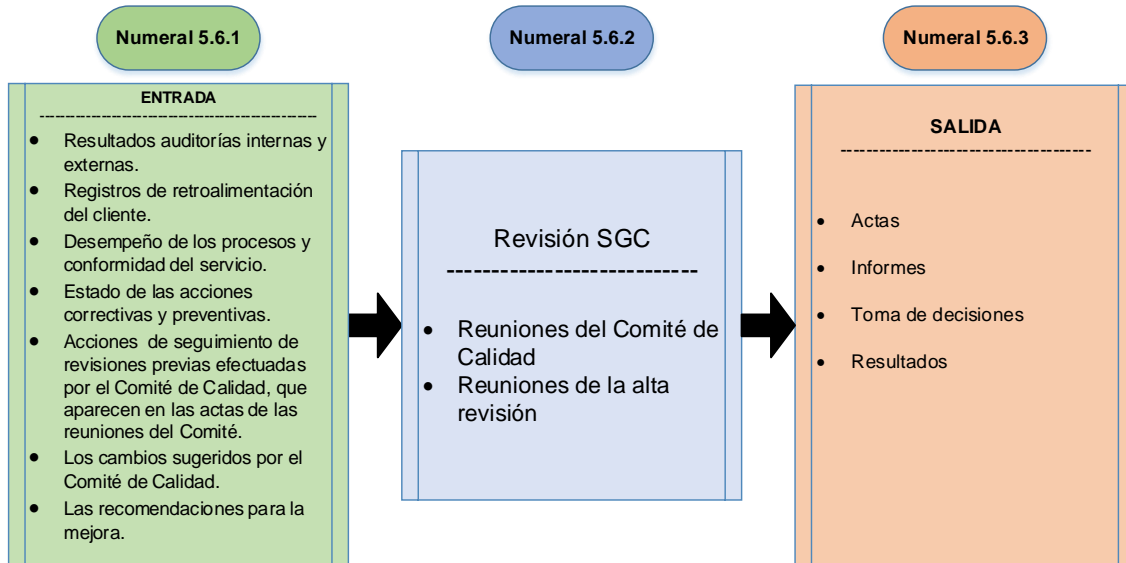 Numeral 5.6.1
Numeral 5.6.2
Numeral 5.6.3
ENTRADA
--------------------------------------------------
• Resultados auditorías internas y
externas.
• Registros de retroalimentación
del cliente.
• Desempeño de los procesos y
conformidad del servicio.
• Estado de las acciones
correctivas y preventivas.
• Acciones de seguimiento de
revisiones previas efectuadas
por el Comité de Calidad, que
aparecen en las actas de las
reuniones del Comité.
• Los cambios sugeridos por el
Comité de Calidad.
• Las recomendaciones para la
mejora.
Revisión SGC
-----------------------------
• Reuniones del Comité de
Calidad
• Reuniones de la alta
revisión
SALIDA
---------------------------------------
• Actas
• Informes
• Toma de decisiones
• Resultados